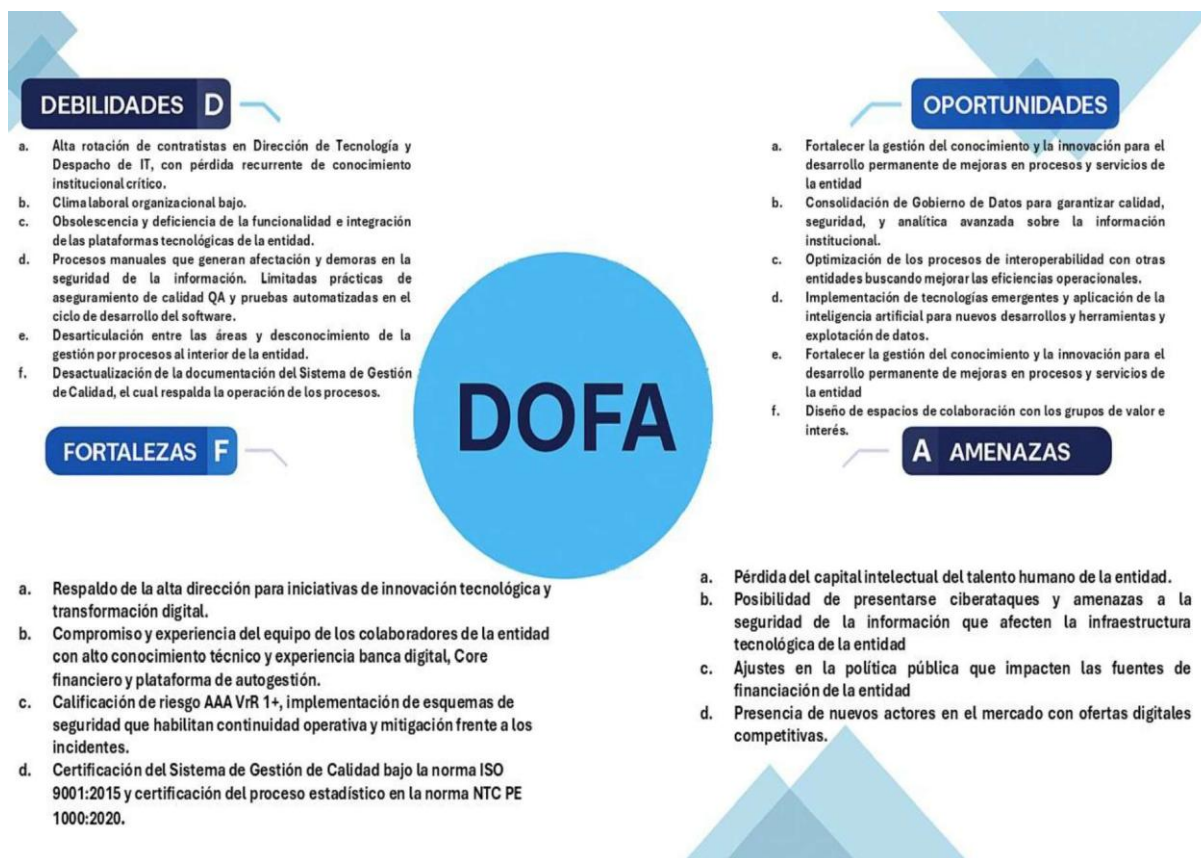 DEBILIDADES D
a. Alta rotación de contratistas en Dirección de Tecnología y
Despacho de IT, con pérdida recurrente de conocimiento
institucional crítico.
b. Clima laboral organizacional bajo.
c. Obsolescencia y deficiencia de la funcionalidad e integración
de las plataformas tecnológicas de la entidad.
d. Procesos manuales que generan afectación y demoras en la
seguridad de la información. Limitadas prácticas de
aseguramiento de calidad QA y pruebas automatizadas en el
ciclo de desarrollo del software.
e. Desarticulación entre las áreas y desconocimiento de la
gestión por procesos al interior de la entidad.
f. Desactualización de la documentación del Sistema de Gestión
de Calidad, el cual respalda la operación de los procesos.
OPORTUNIDADES
a. Fortalecer la gestión del conocimiento y la innovación para el
desarrollo permanente de mejoras en procesos y servicios de
la entidad
b. Consolidación de Gobierno de Datos para garantizar calidad,
seguridad, y analítica avanzada sobre la información
institucional.
c. Optimización de los procesos de interoperabilidad con otras
entidades buscando mejorar las eficiencias operacionales.
d. Implementación de tecnologías emergentes y aplicación de la
inteligencia artificial para nuevos desarrollos y herramientas y
explotación de datos.
e. Fortalecer la gestión del conocimiento y la innovación para el
desarrollo permanente de mejoras en procesos y servicios de
la entidad
f. Diseño de espacios de colaboración con los grupos de valor e
interés.
DOFA
FORTALEZAS F
a. Respaldo de la alta dirección para iniciativas de innovación tecnológica y
transformación digital.
b. Compromiso y experiencia del equipo de los colaboradores de la entidad
con alto conocimiento técnico y experiencia banca digital, Core
financiero y plataforma de autogestión.
c. Calificación de riesgo AAA VrR 1+, implementación de esquemas de
seguridad que habilitan continuidad operativa y mitigación frente a los
incidentes.
d. Certificación del Sistema de Gestión de Calidad bajo la norma ISO
9001:2015 y certificación del proceso estadístico en la norma NTC PE
1000:2020.
A AMENAZAS
a. Pérdida del capital intelectual del talento humano de la entidad.
b. Posibilidad de presentarse ciberataques y amenazas a la
seguridad de la información que afecten la infraestructura
tecnológica de la entidad
c. Ajustes en la política pública que impacten las fuentes de
financiación de la entidad
d. Presencia de nuevos actores en el mercado con ofertas digitales
competitivas.